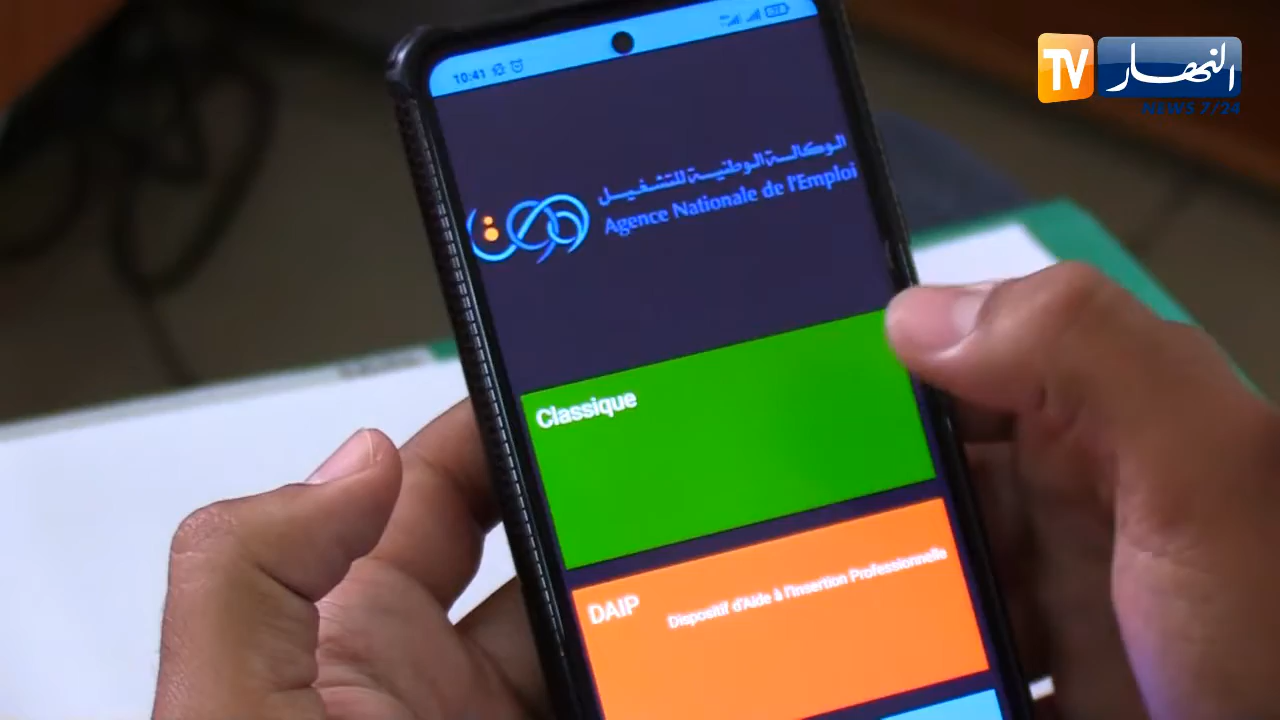 10:41
TV النهار
NEWS 7/24
الوكالة الوطنية للتشغيل
Agence Nationale de l'Emploi
Classique
DAIP
Dispositif d'Aide à l'Insertion Professionnelle